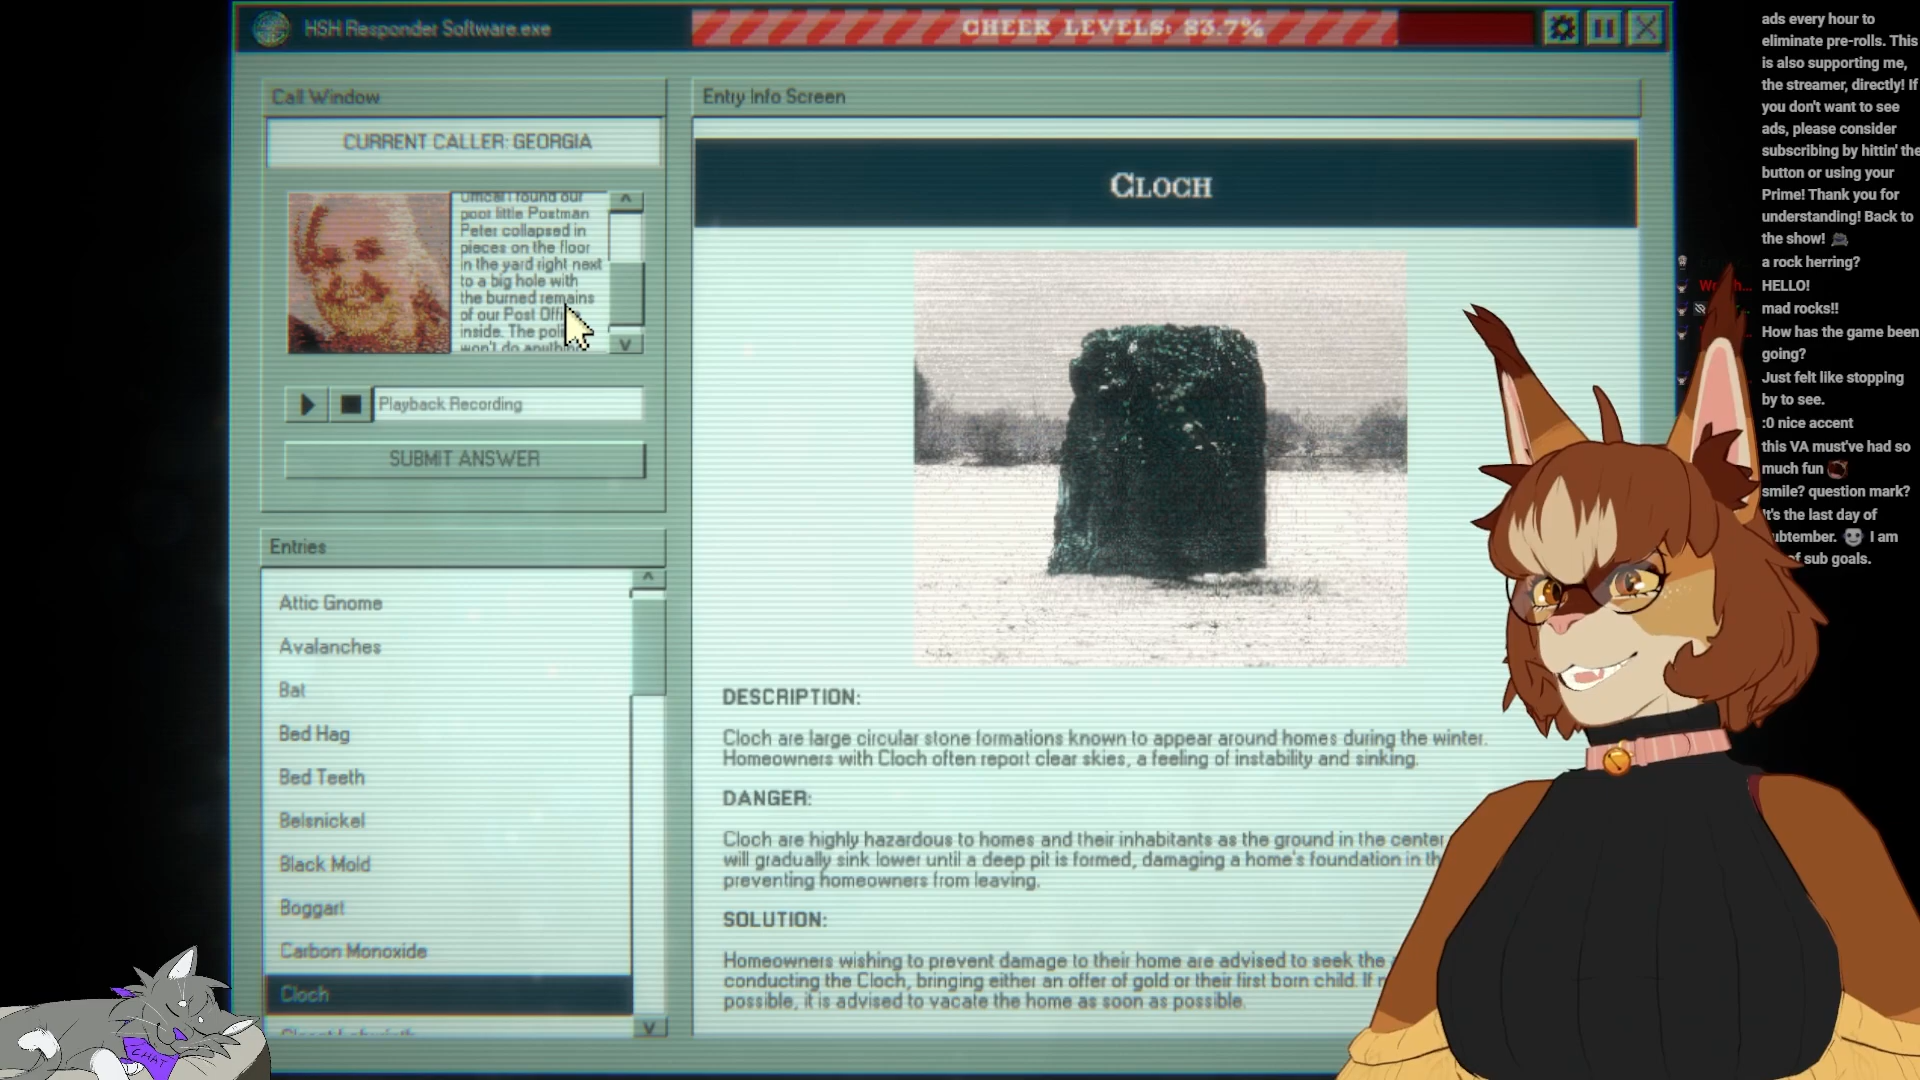 HSH Responder Software.exe
CHEER LEVELS: 83.7%
Call Window
CURRENT CALLER: GEORGIA
Office! I found our
poor little Postman
Peter collapsed in
pieces on the floor
in the yard right next
to a big hole with
the burned remains
of our Post
inside. The
won't do
Playback Recording
SUBMIT ANSWER
Entries
Attic Gnome
Avalanches
Bat
Bed Hag
Bed Teeth
Belsnickel
Black Mold
Boggart
Carbon Monoxide
Cloch
Entry Info Screen
CLOCH
DESCRIPTION:
Cloch are large circular stone formations known to appear around homes during the winter.
Homeowners with Cloch often report clear skies, a feeling of instability and sinking.
DANGER:
Cloch are highly hazardous to homes and their inhabitants as the ground in the center
will gradually sink lower until a deep pit is formed, damaging a home's foundation in
preventing homeowners from leaving.
SOLUTION:
Homeowners wishing to prevent damage to their home are advised to seek the
conducting the Cloch, bringing either an offer of gold or their first born child. If
possible, it is advised to vacate the home as soon as possible.
ads every hour to
eliminate pre-rolls. This
is also supporting me,
the streamer, directly! If
you don't want to see
ads, please consider
subscribing by hittin' the
button or using your
Prime! Thank you for
understanding! Back to
the show!
a rock herring?
HELLO!
mad rocks!!
How has the game been
going?
Just felt like stopping
by to see.
:0 nice accent
this VA must've had so
much fun
smile? question mark?
It's the last day of
I am
of sub goals.
CHAT